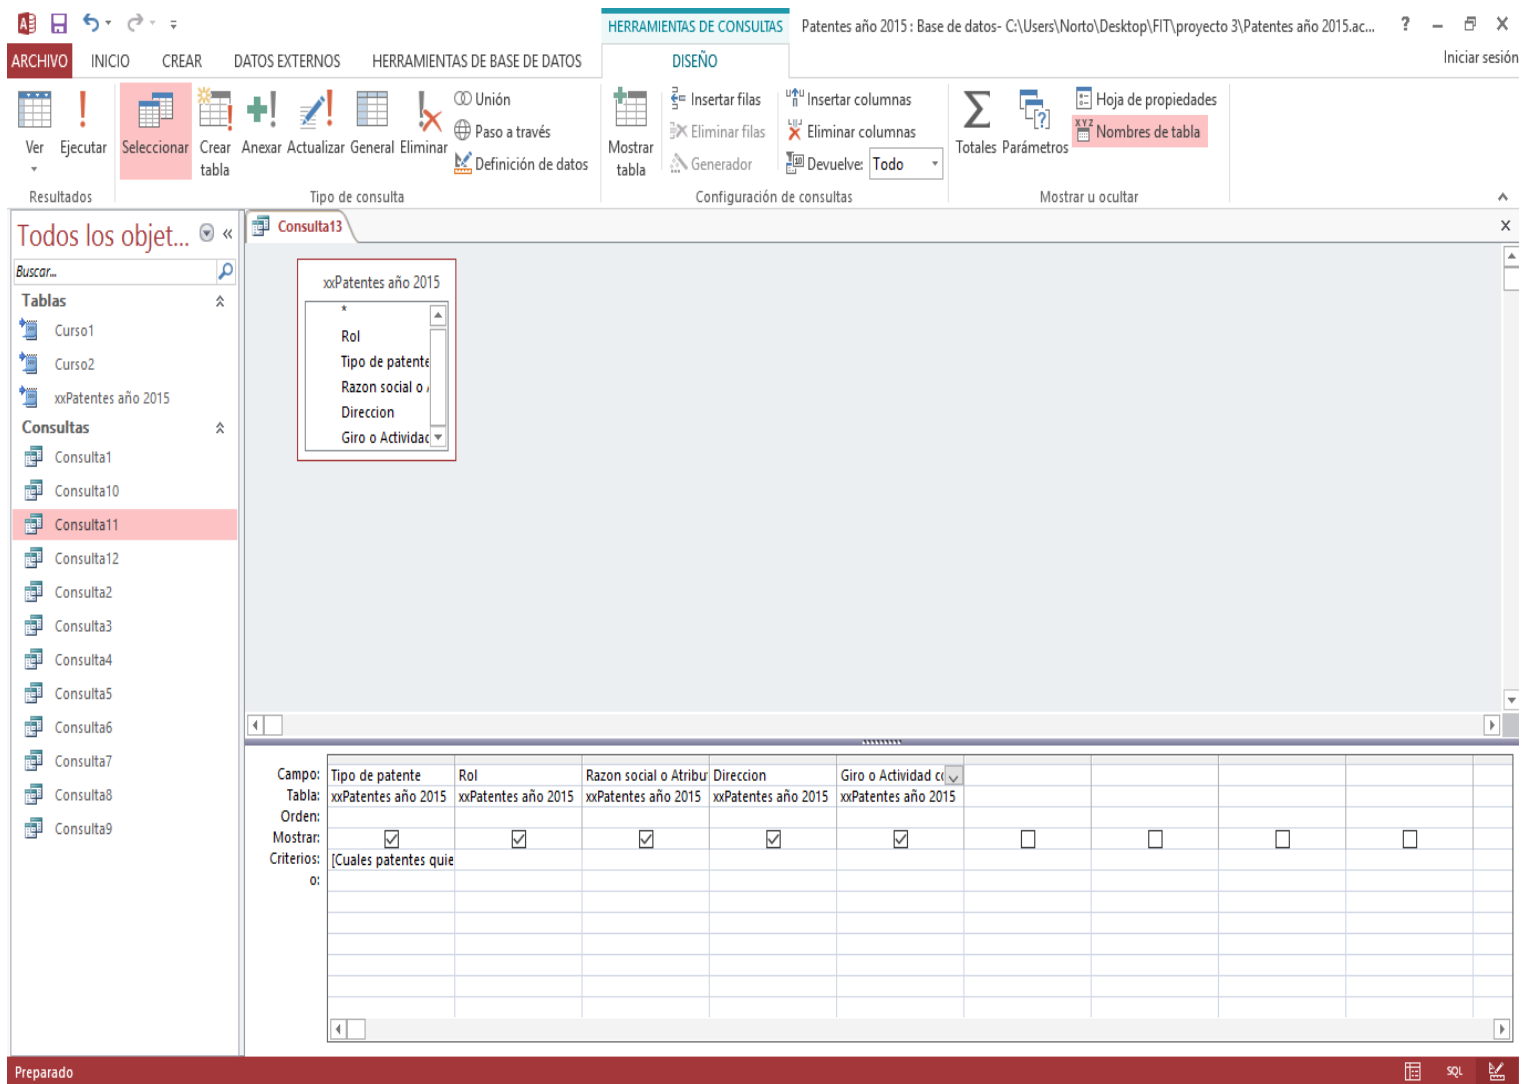 HERRAMIENTAS DE CONSULTAS
Patentes año 2015 : Base de datos- C:\Users\Norto\Desktop\FIT\proyecto 3\Patentes año 2015.ac...
?
ARCHIVO INICIO CREAR DATOS EXTERNOS HERRAMIENTAS DE BASE DE DATOS DISEÑO Iniciar sesión
Ver
Ejecutar
Resultados
Seleccionar
Crear
tabla
Anexar
Actualizar
General
Eliminar
Unión
Paso a través
Definición de datos
Tipo de consulta
Mostrar
tabla
Insertar filas
Eliminar filas
Generador
Insertar columnas
Eliminar columnas
Devuelve: Todo
Configuración de consultas
Totales
Parámetros
Hoja de propiedades
XYZ
Nombres de tabla
Mostrar u ocultar
Todos los objet... «
Buscar...
Tablas
Curso1
Curso2
xxPatentes año 2015
Consultas
Consulta1
Consulta10
Consulta11
Consulta12
Consulta2
Consulta3
Consulta4
Consulta5
Consulta6
Consulta7
Consulta8
Consulta9
Consulta13
xxPatentes año 2015
*
Rol
Tipo de patente
Razon social o
Direccion
Giro o Actividad
Campo: Tipo de patente Rol Razon social o Atribu Direccion Giro o Actividad co
Tabla: xxPatentes año 2015 xxPatentes año 2015 xxPatentes año 2015 xxPatentes año 2015 xxPatentes año 2015
Orden:
Mostrar:
Criterios: [Cuales patentes quie
o:
Preparado
SQL